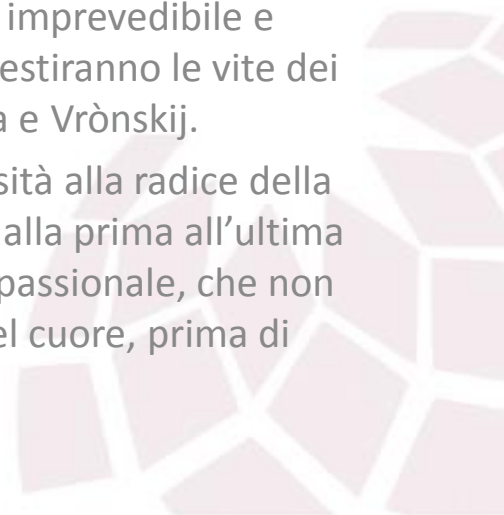 imprevedibile e
estiranno le vite dei
a e Vrònskij.
sità alla radice della
alla prima all’ultima
passionale, che non
el cuore, prima di